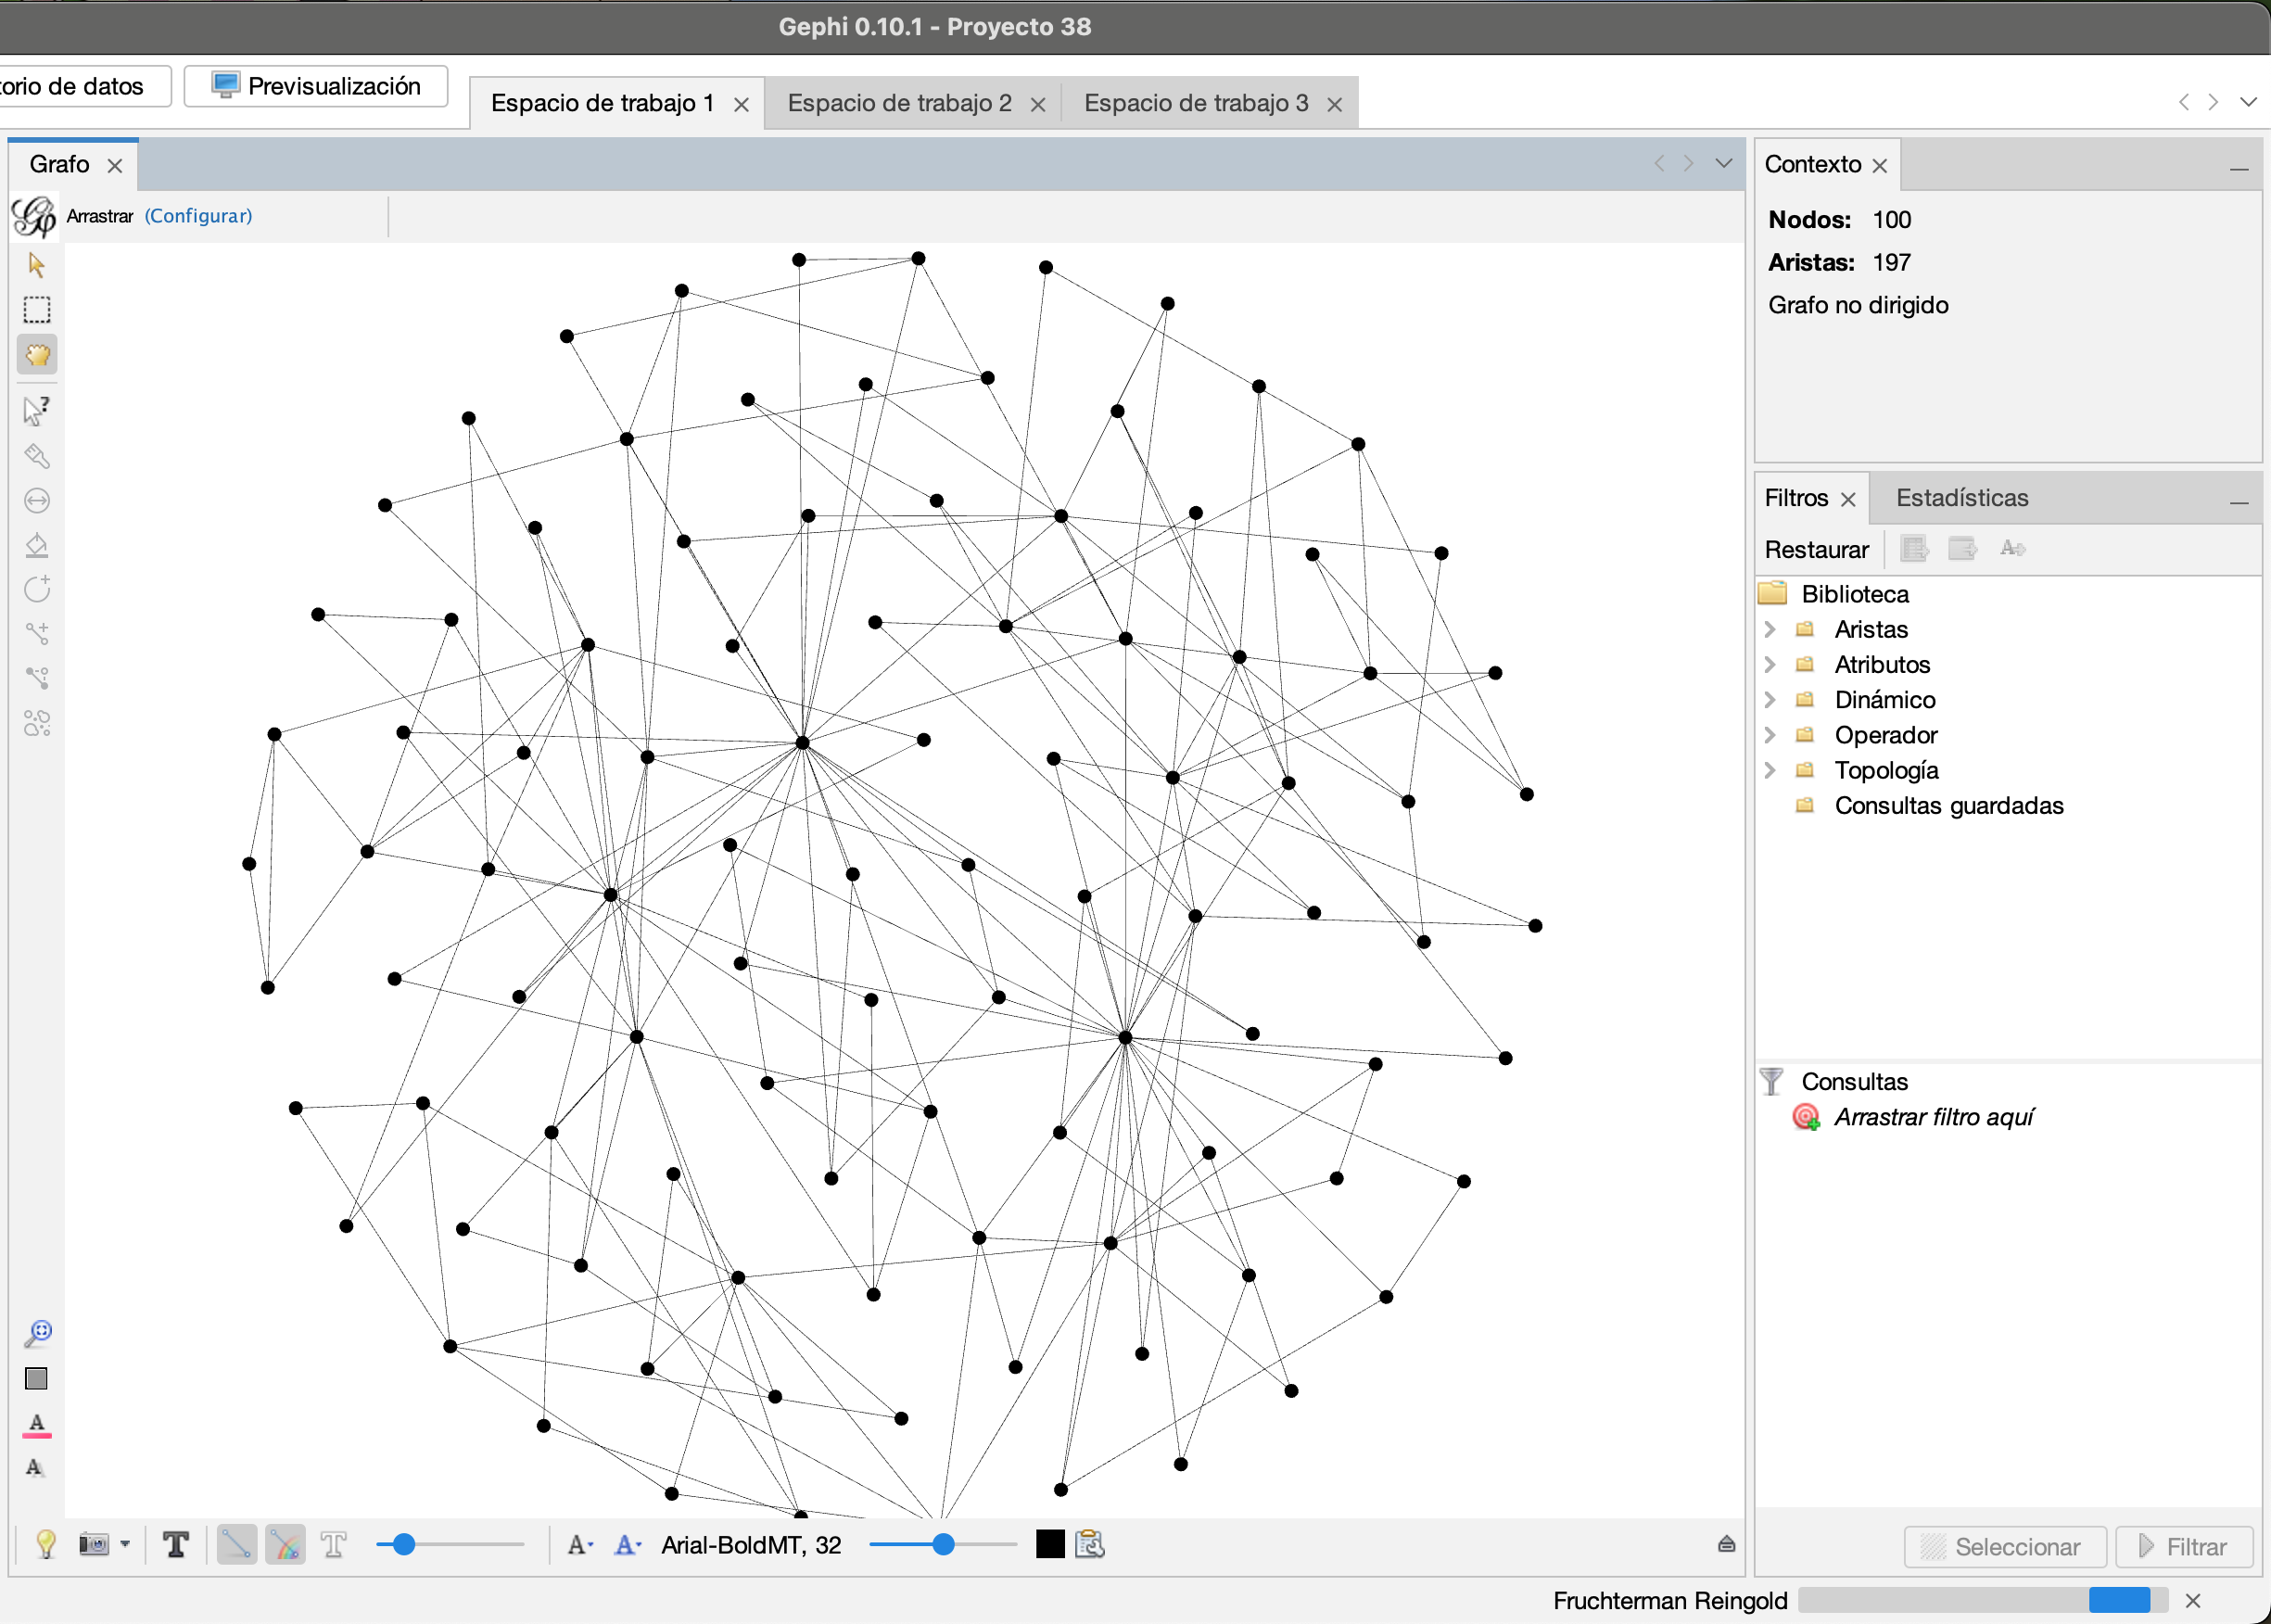 Gephi 0.10.1 - Proyecto 38
orio de datos
Previsualización
Espacio de trabajo 1
Espacio de trabajo 2
Espacio de trabajo 3
Grafo
Arrastrar (Configurar)
Contexto
Nodos: 100
Aristas: 197
Grafo no dirigido
Filtros
Estadísticas
Restaurar
Biblioteca
Aristas
Atributos
Dinámico
Operador
Topología
Consultas guardadas
Consultas
Arrastrar filtro aquí
Seleccionar
Filtrar
Arial-BoldMT, 32
Fruchterman Reingold